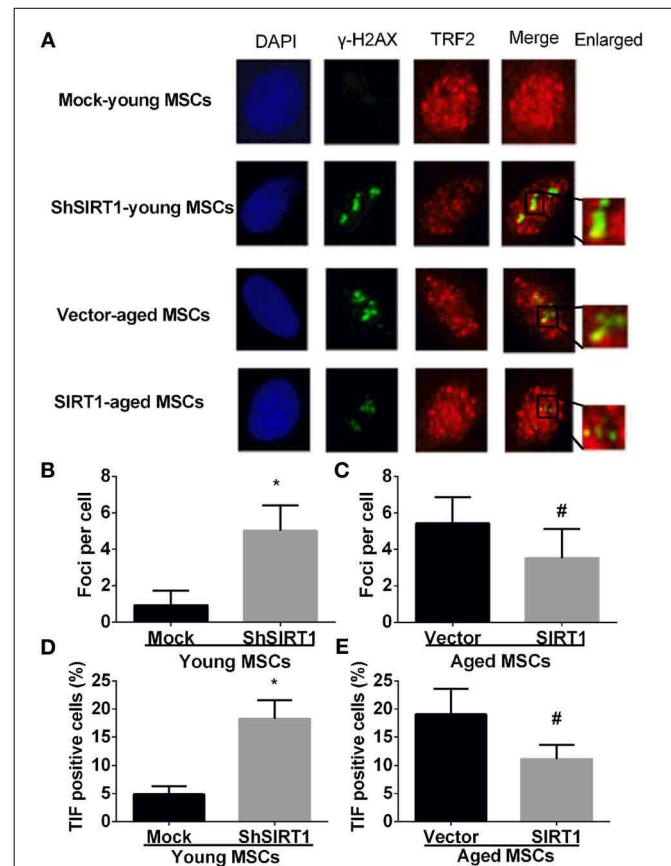 A
DAPI γ-H2AX TRF2 Merge Enlarged
Mock-young MSCs
ShSIRT1-young MSCs
Vector-aged MSCs
SIRT1-aged MSCs
B
Foci per cell
8
6
4
2
0
*
Mock ShSIRT1
Young MSCs
C
Foci per cell
8
6
4
2
0
#
Vector SIRT1
Aged MSCs
D
TIF positive cells (%)
25
20
15
10
5
0
*
Mock ShSIRT1
Young MSCs
E
TIF positive cells (%)
25
20
15
10
5
0
#
Vector SIRT1
Aged MSCs